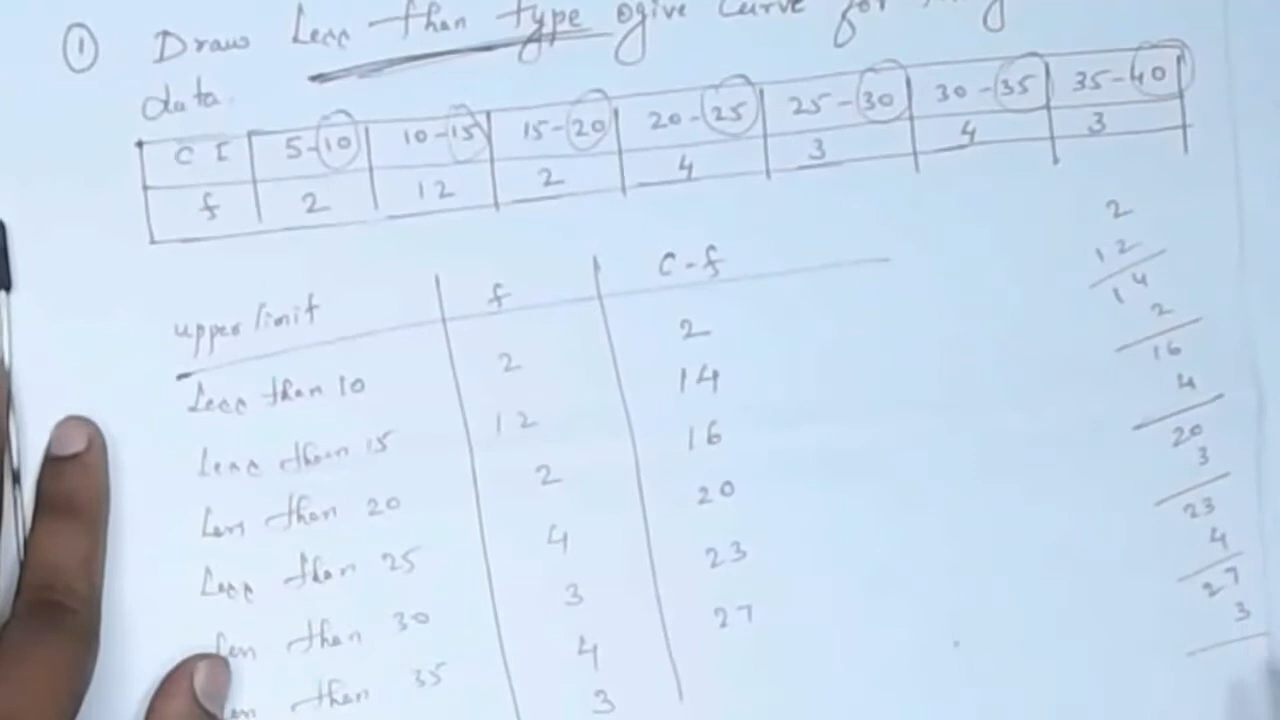 ① Draw Less than type ogive curve for
data.
C I 5-10 10-15 15-20 20-25 25-30 30-35 35-40
f 2 12 2 4 3 4 3
upper limit f c-f
Less than 10 2 2
Less than 15 12 14
Less than 20 2 16
Less than 25 4 20
Less than 30 3 23
Less than 35 4 27
3
2
12
14
2
16
4
20
3
23
4
27
3